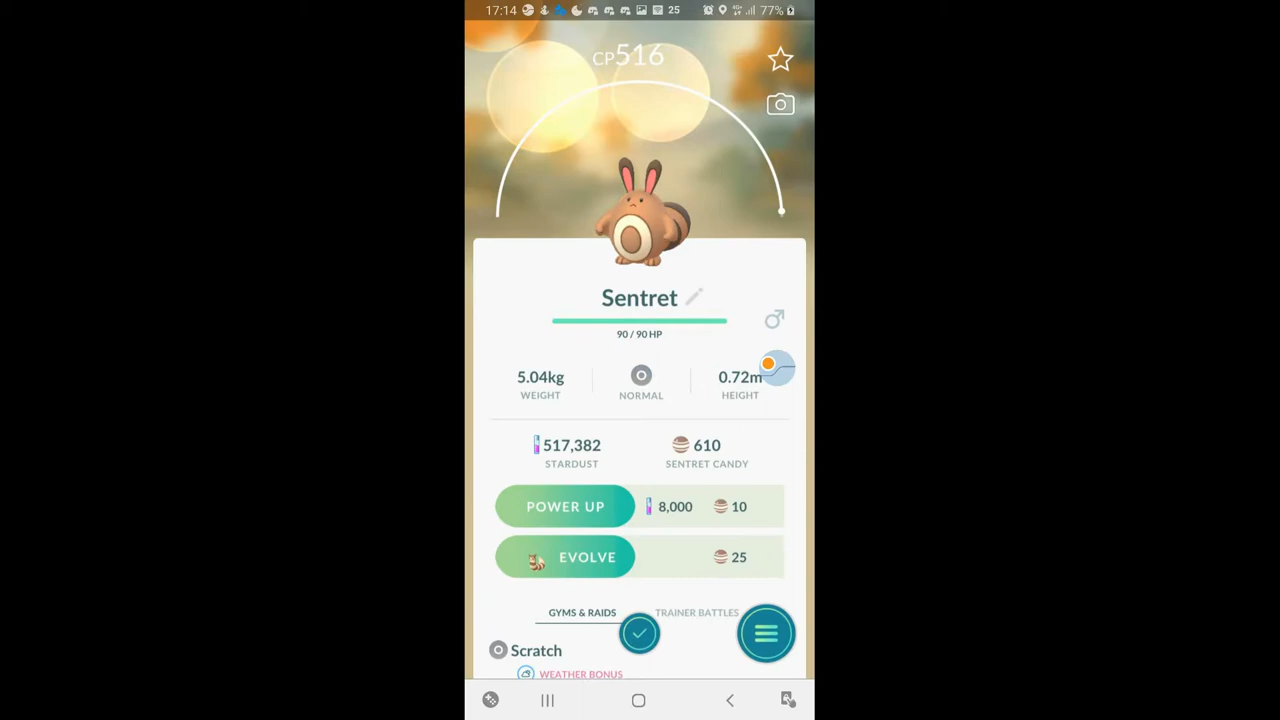 17:14 25 77%
CP516
Sentret
90 / 90 HP
5.04kg 0.72m
WEIGHT NORMAL HEIGHT
517,382 610
STARDUST SENTRET CANDY
POWER UP 8,000 10
EVOLVE 25
GYMS & RAIDS TRAINER BATTLES
Scratch
WEATHER BONUS